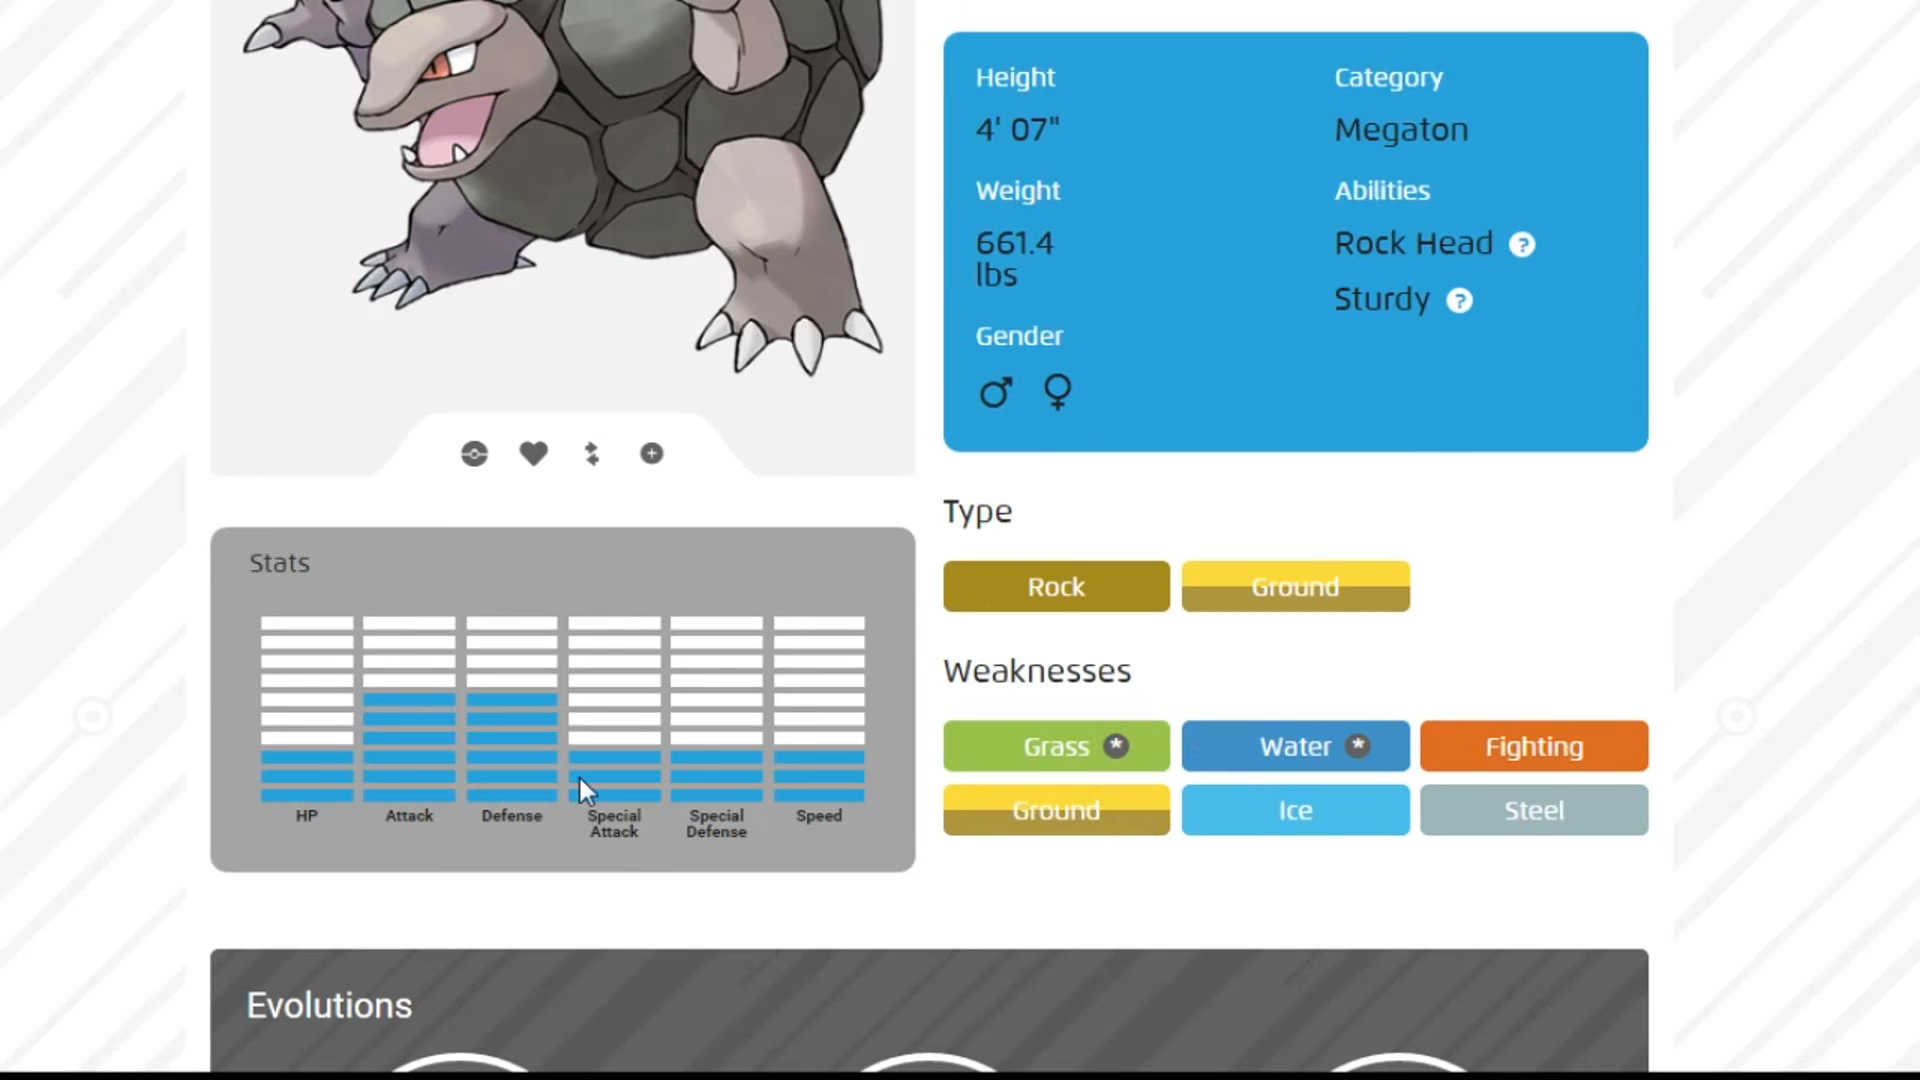 Height
4' 07"
Weight
661.4
lbs
Gender
Category
Megaton
Abilities
Rock Head ?
Sturdy ?
Stats
HP
Attack
Defense
Special
Attack
Special
Defense
Speed
Type
Rock
Ground
Weaknesses
Grass *
Water *
Fighting
Ground
Ice
Steel
Evolutions